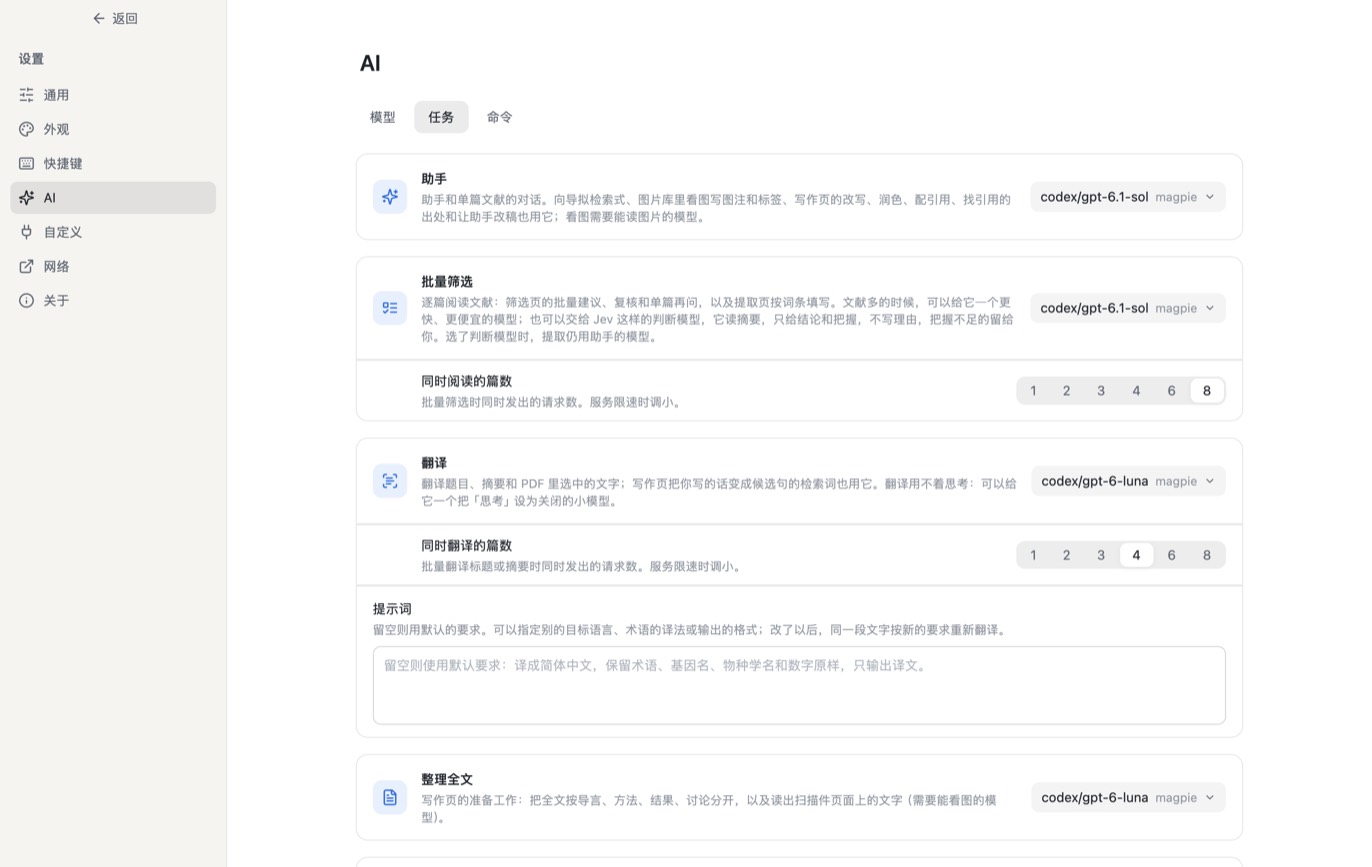 返回
设置
通用
外观
快捷键
AI
自定义
网络
关于
AI
模型 任务 命令
助手
助手和单篇文献的对话。向导拟检索式、图片库里看图写图注和标签、写作页的改写、润色、配引用、找引用的
出处和让助手改稿也用它；看图需要能读图片的模型。
codex/gpt-6.1-sol magpie
批量筛选
逐篇阅读文献：筛选页的批量建议、复核和单篇再问，以及提取页按词条填写。文献多的时候，可以给它一个更
快、更便宜的模型；也可以交给 Jev 这样的判断模型，它读摘要，只给结论和把握，不写理由，把握不足的留给
你。选了判断模型时，提取仍用助手的模型。
codex/gpt-6.1-sol magpie
同时阅读的篇数
批量筛选时同时发出的请求数。服务限速时调小。
1 2 3 4 6 8
翻译
翻译题目、摘要和 PDF 里选中的文字；写作页把你写的话变成候选句的检索词也用它。翻译用不着思考：可以给
它一个把「思考」设为关闭的小模型。
codex/gpt-6-luna magpie
同时翻译的篇数
批量翻译标题或摘要时同时发出的请求数。服务限速时调小。
1 2 3 4 6 8
提示词
留空则用默认的要求。可以指定别的目标语言、术语的译法或输出的格式；改了以后，同一段文字按新的要求重新翻译。
留空则使用默认要求：译成简体中文，保留术语、基因名、物种学名和数字原样，只输出译文。
整理全文
写作页的准备工作：把全文按导言、方法、结果、讨论分开，以及读出扫描件页面上的文字（需要能看图的模
型）。
codex/gpt-6-luna magpie